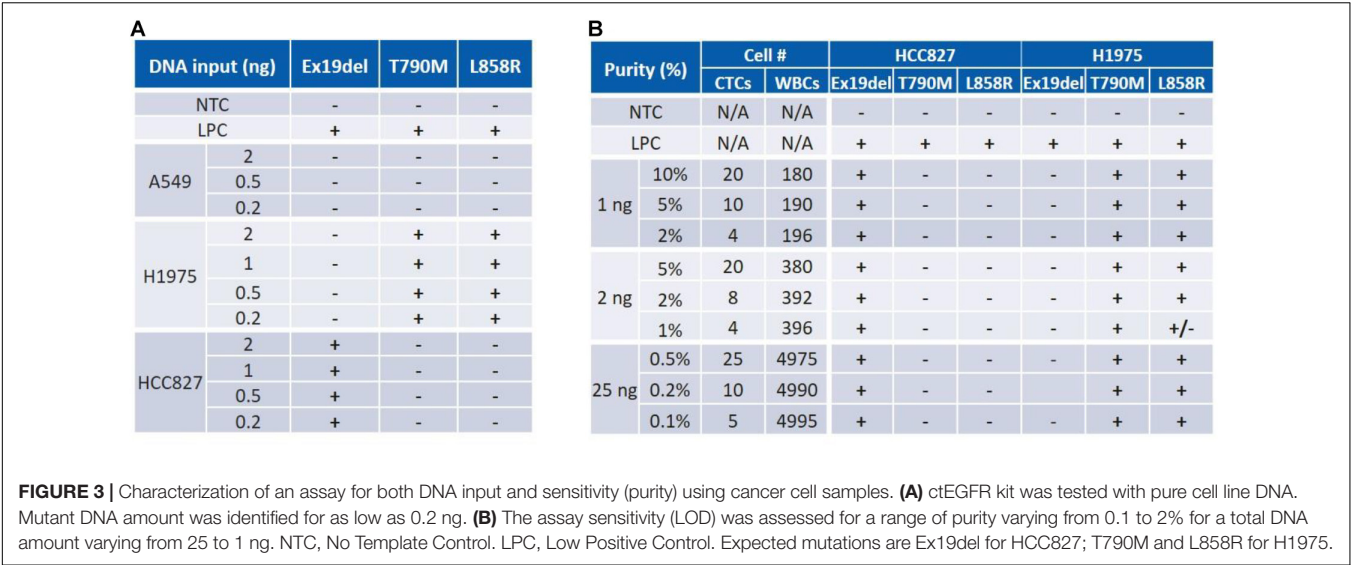 A
DNA input (ng) Ex19del T790M L858R
NTC - - -
LPC + + +
A549 2 - - -
0.5 - - -
0.2 - - -
H1975 2 - + +
1 - + +
0.5 - + +
0.2 - + +
HCC827 2 + - -
1 + - -
0.5 + - -
0.2 + - -
B
Purity (%) Cell # HCC827 H1975
CTCs WBCs Ex19del T790M L858R Ex19del T790M L858R
NTC N/A N/A - - - - - -
LPC N/A N/A + + + + + +
1 ng 10% 20 180 + - - - + +
5% 10 190 + - - - + +
2% 4 196 + - - - + +
2 ng 5% 20 380 + - - - + +
2% 8 392 + - - - + +
1% 4 396 + - - - + +/-
25 ng 0.5% 25 4975 + - - - + +
0.2% 10 4990 + - - - + +
0.1% 5 4995 + - - - + +
FIGURE 3 | Characterization of an assay for both DNA input and sensitivity (purity) using cancer cell samples. (A) ctEGFR kit was tested with pure cell line DNA.
Mutant DNA amount was identified for as low as 0.2 ng. (B) The assay sensitivity (LOD) was assessed for a range of purity varying from 0.1 to 2% for a total DNA
amount varying from 25 to 1 ng. NTC, No Template Control. LPC, Low Positive Control. Expected mutations are Ex19del for HCC827; T790M and L858R for H1975.